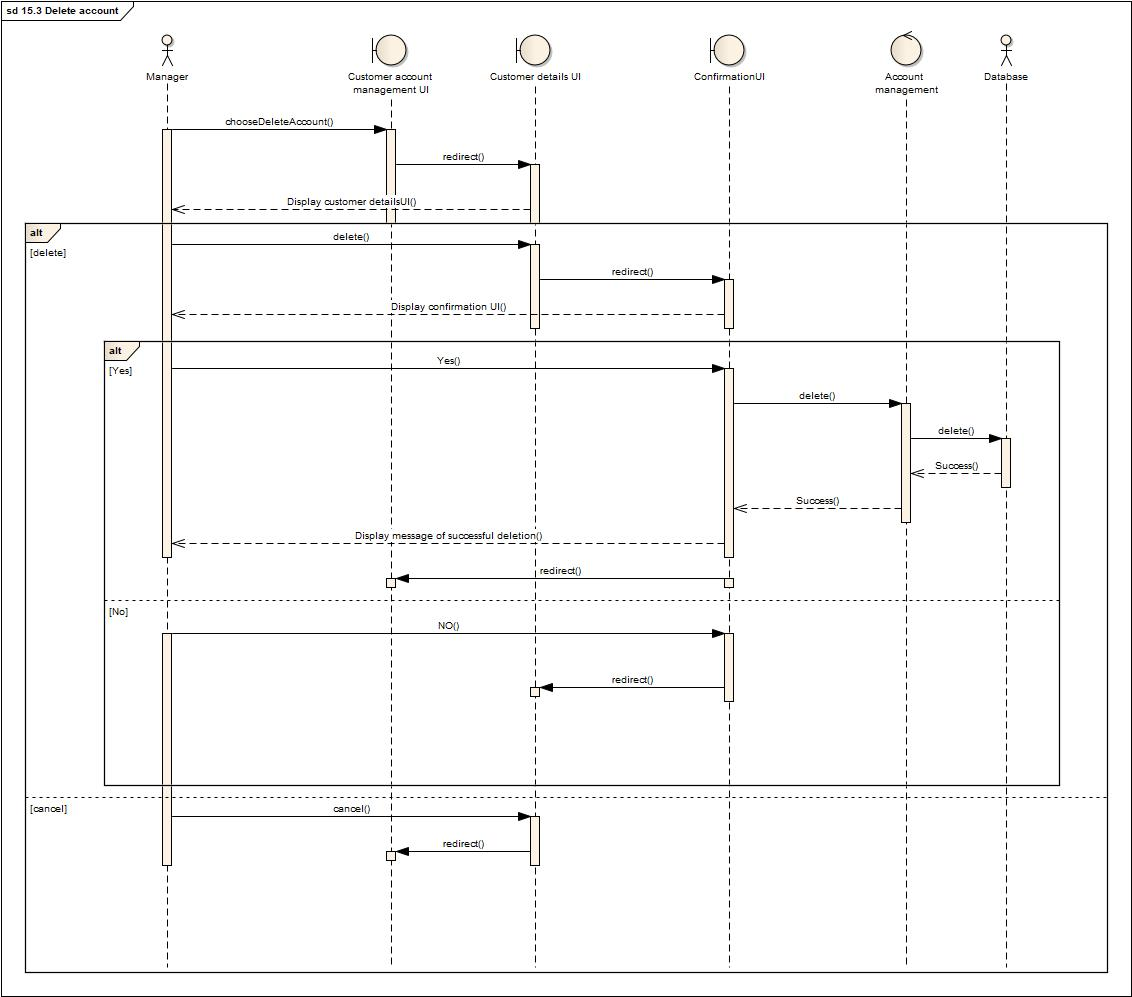 sd 15.3 Delete account
Manager
Customer account
management UI
Customer details UI
ConfirmationUI
Account
management
Database
chooseDeleteAccount()
redirect()
Display customer detailsUI()
alt
[delete]
delete()
redirect()
Display confirmation UI()
alt
[Yes]
Yes()
delete()
delete()
Success()
Success()
Display message of successful deletion()
redirect()
[No]
NO()
redirect()
[cancel]
cancel()
redirect()